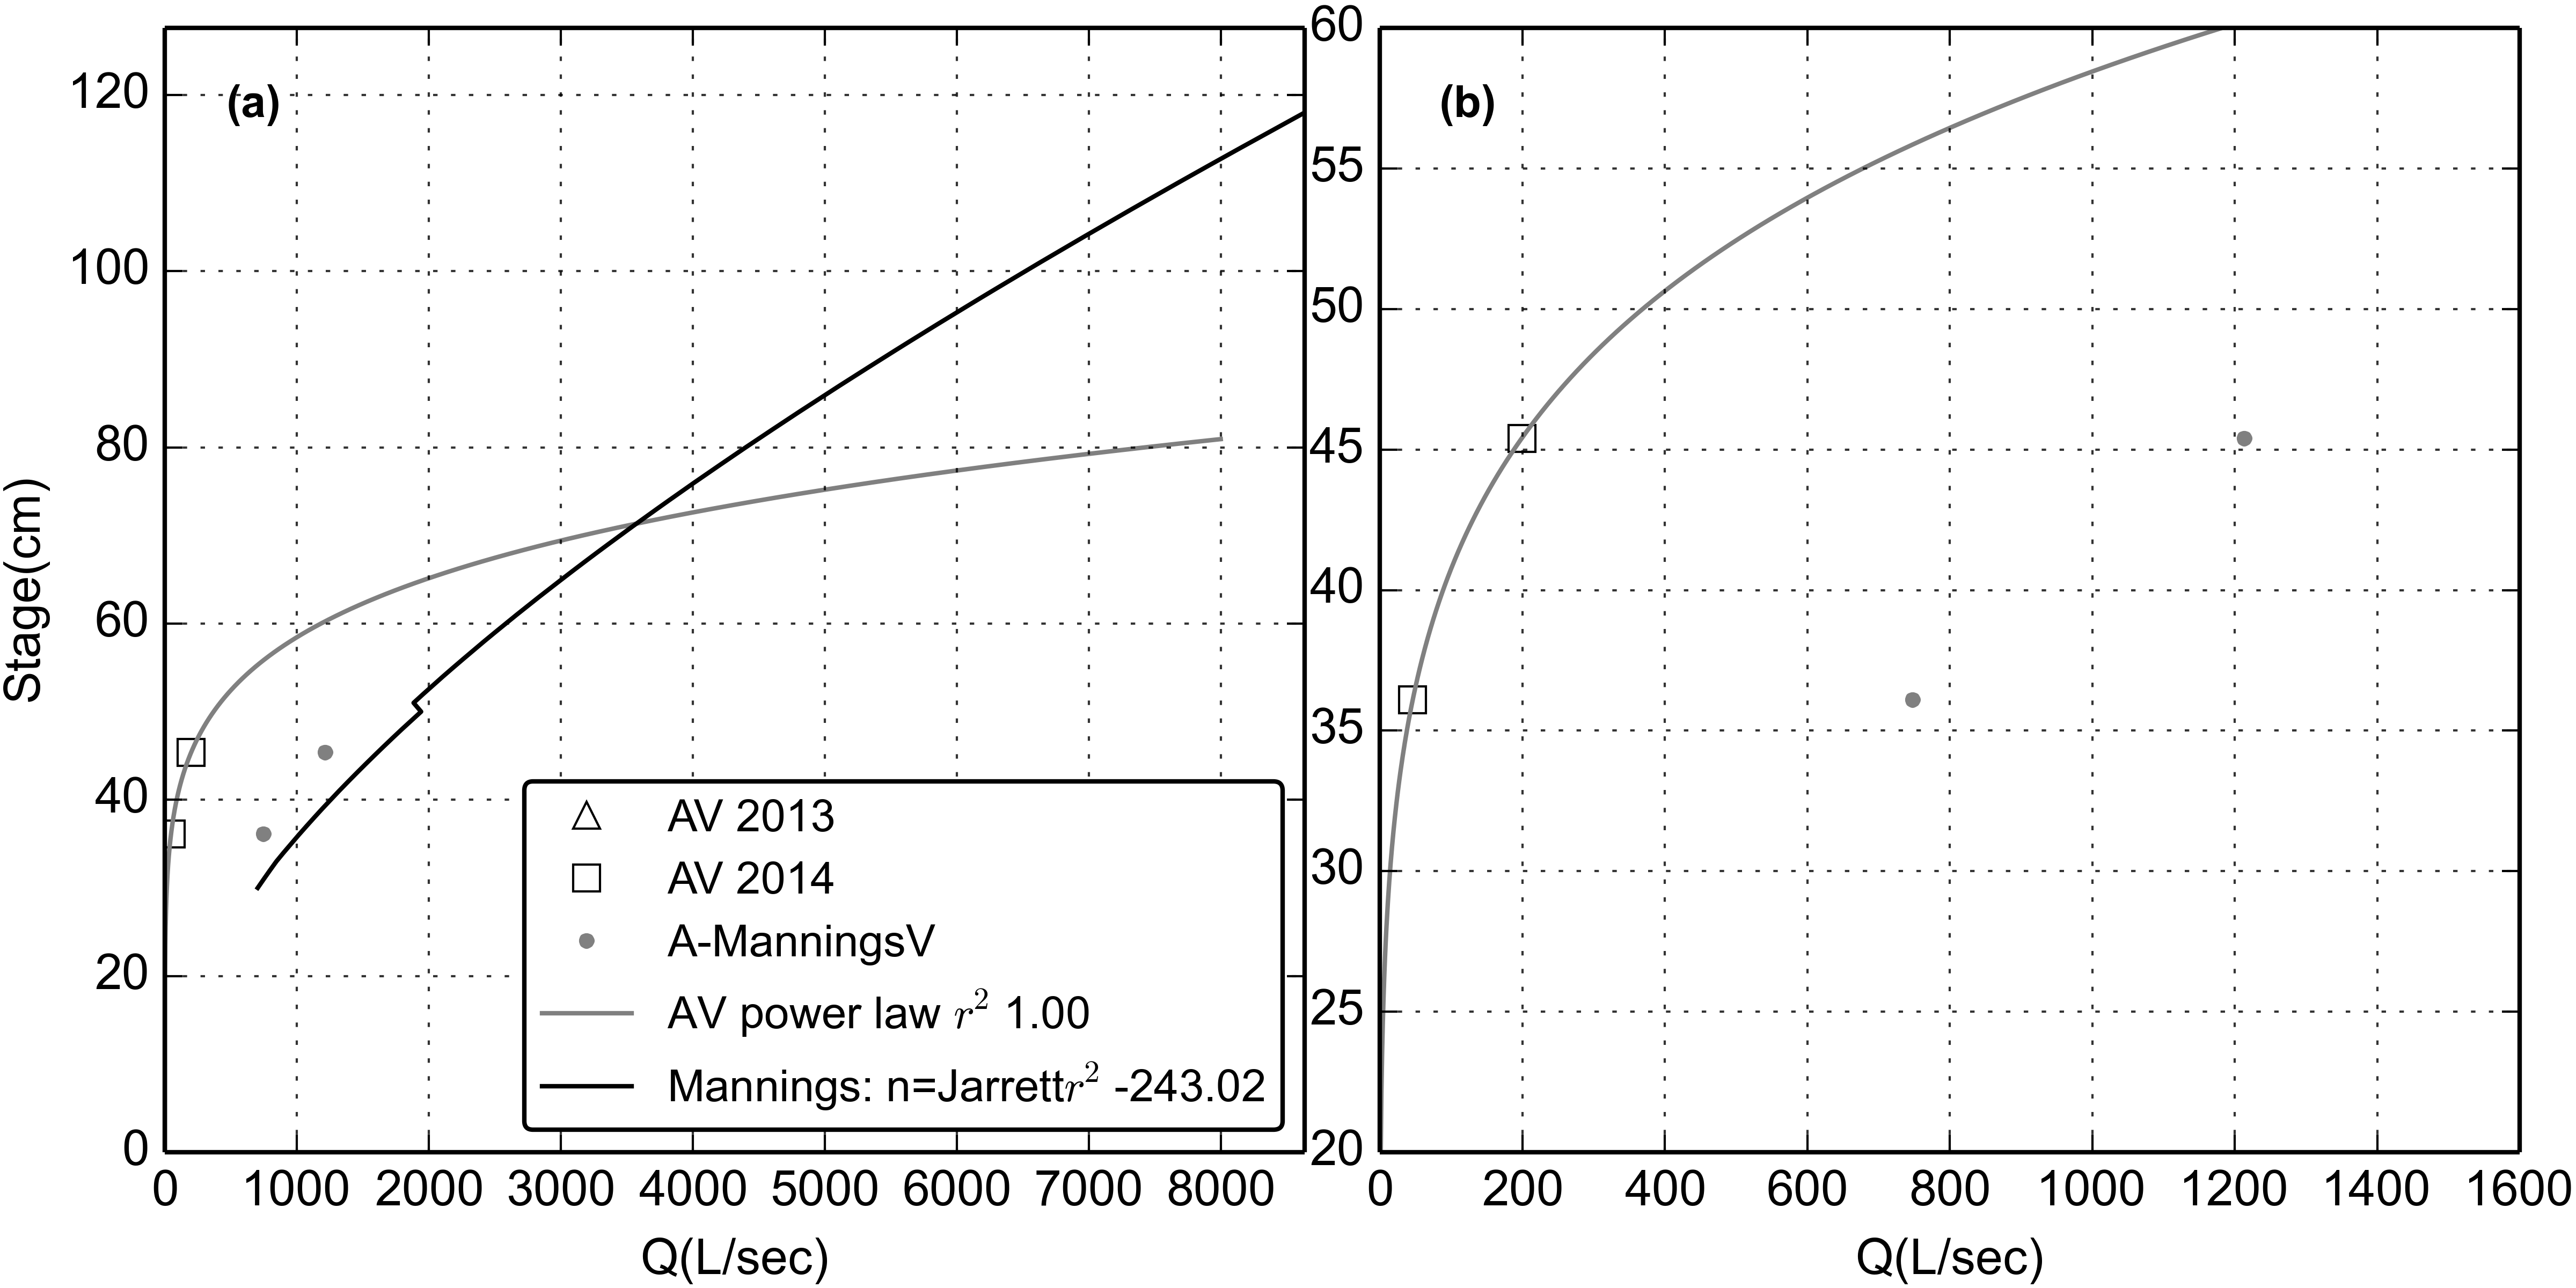 (a)
Stage(cm)
120
100
80
60
40
20
0
0 1000 2000 3000 4000 5000 6000 7000 8000
Q(L/sec)
AV 2013
AV 2014
A-ManningsV
AV power law r² 1.00
Mannings: n=Jarrettr² -243.02
(b)
60
55
50
45
40
35
30
25
20
0 200 400 600 800 1000 1200 1400 1600
Q(L/sec)